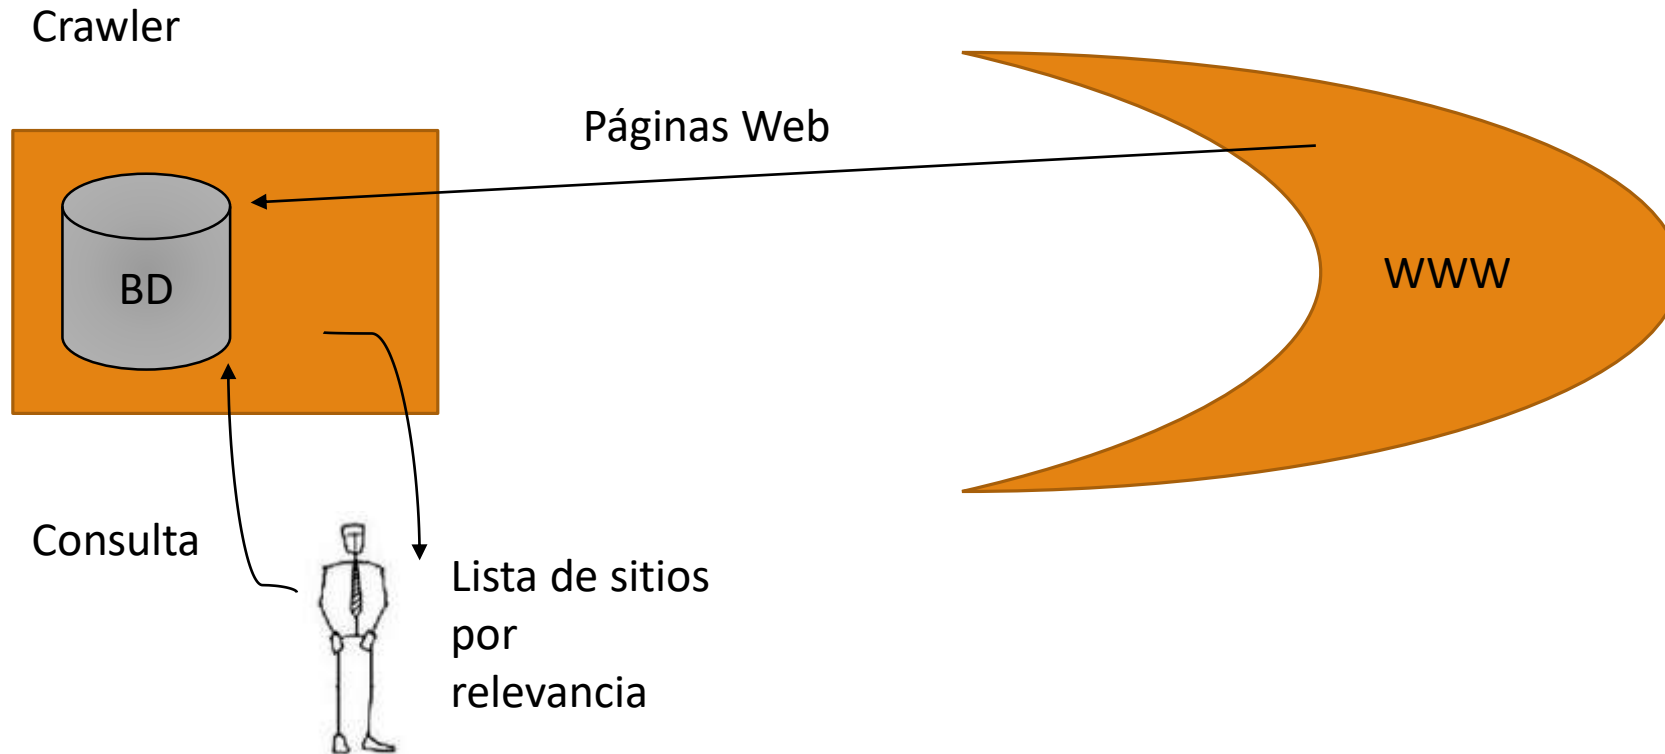 Crawler
Páginas Web
BD
WWW
Consulta
Lista de sitios
por
relevancia